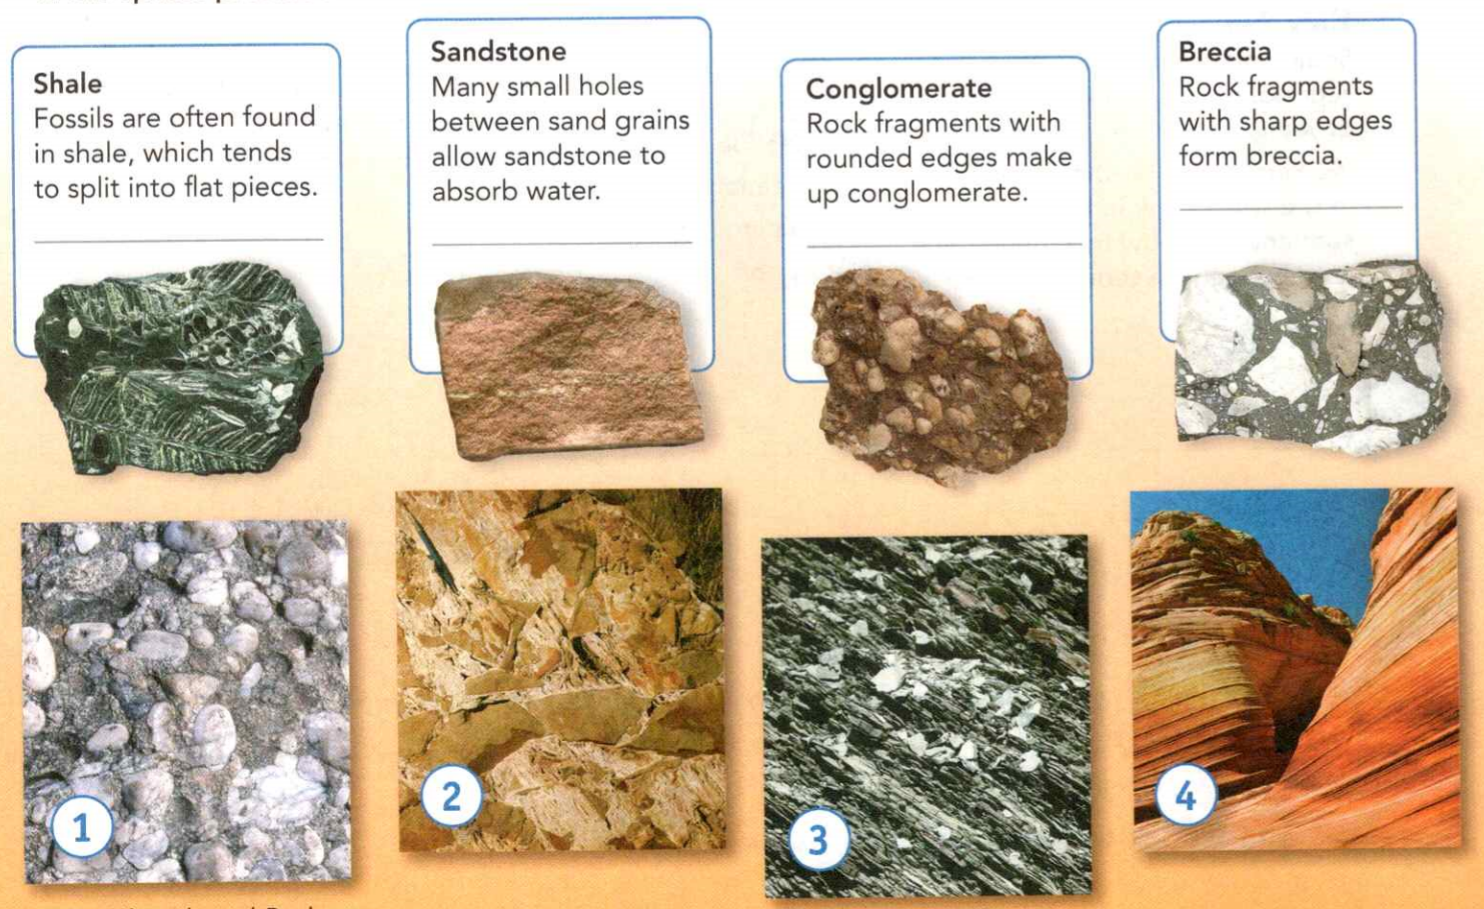 Shale
Fossils are often found
in shale, which tends
to split into flat pieces.
Sandstone
Many small holes
between sand grains
allow sandstone to
absorb water.
Conglomerate
Rock fragments with
rounded edges make
up conglomerate.
Breccia
Rock fragments
with sharp edges
form breccia.
1
2
3
4